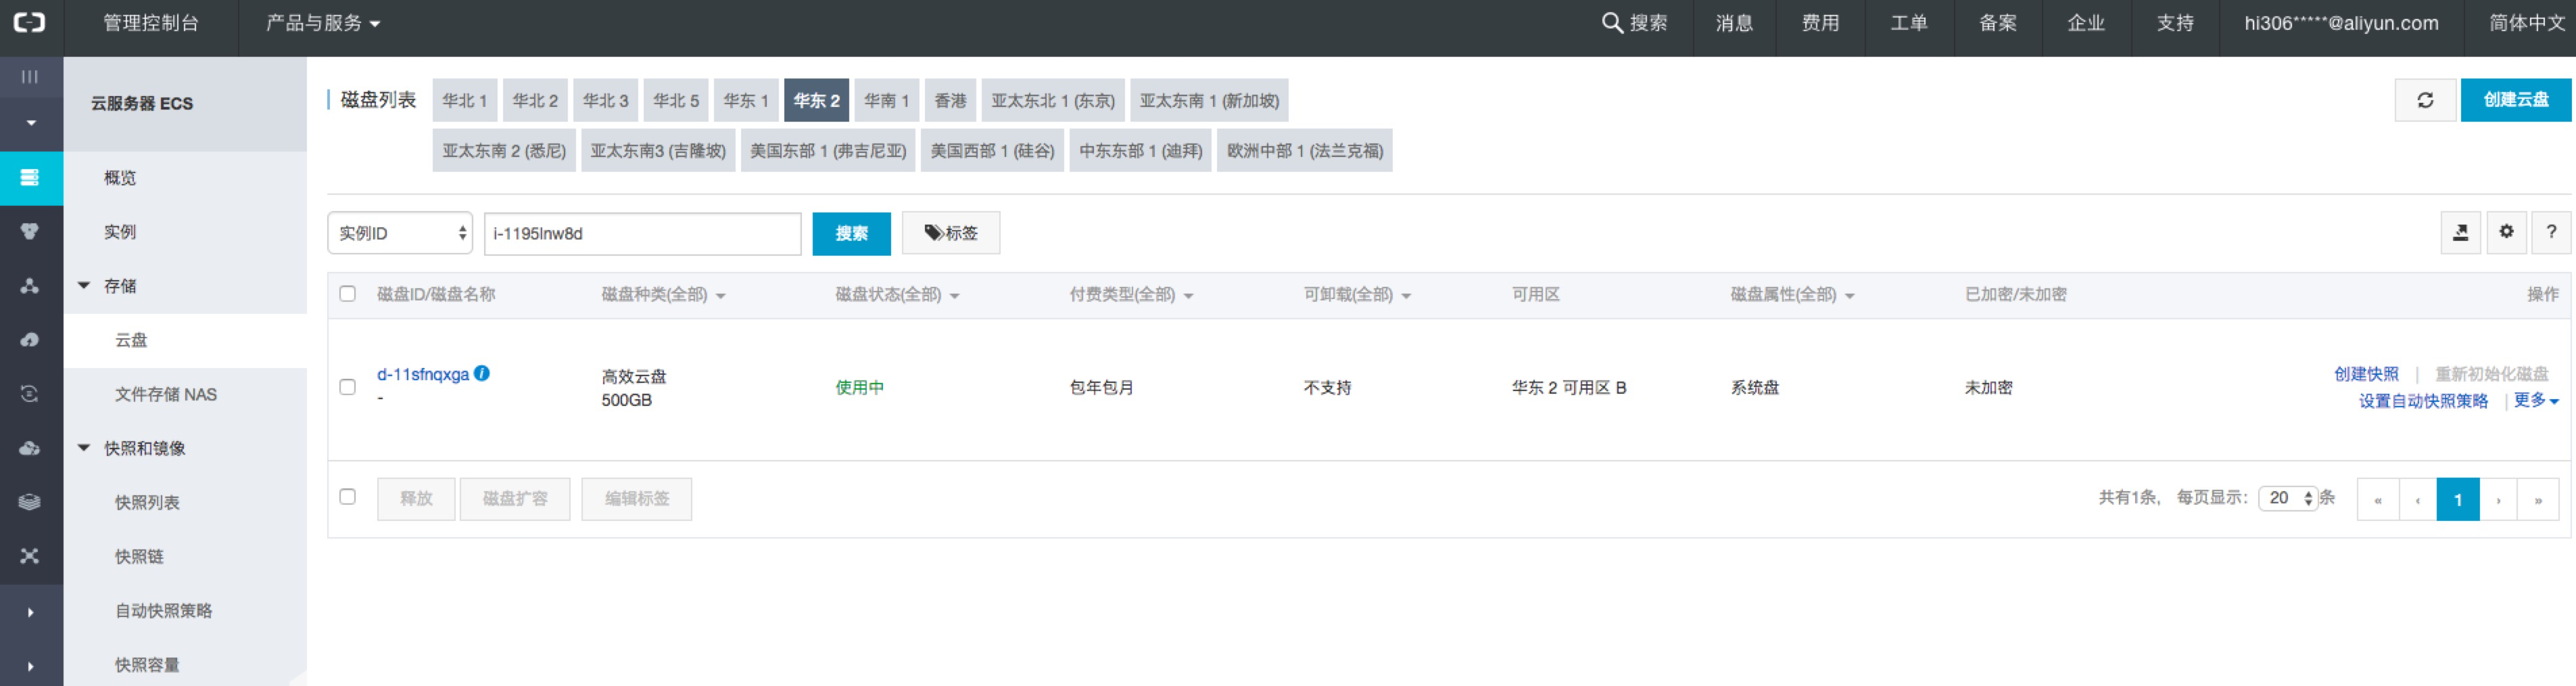 管理控制台 产品与服务 搜索 消息 费用 工单 备案 企业 支持 hi306*****@aliyun.com 简体中文
云服务器 ECS
概览
实例
存储
云盘
文件存储 NAS
快照和镜像
快照列表
快照链
自动快照策略
快照容量
磁盘列表 华北 1 华北 2 华北 3 华北 5 华东 1 华东 2 华南 1 香港 亚太东北 1 (东京) 亚太东南 1 (新加坡)
亚太东南 2 (悉尼) 亚太东南3 (吉隆坡) 美国东部 1 (弗吉尼亚) 美国西部 1 (硅谷) 中东东部 1 (迪拜) 欧洲中部 1 (法兰克福)
创建云盘
实例ID i-1195lnw8d 搜索 标签 ?
磁盘ID/磁盘名称 磁盘种类(全部) 磁盘状态(全部) 付费类型(全部) 可卸载(全部) 可用区 磁盘属性(全部) 已加密/未加密 操作
d-11sfnqxga
-
高效云盘
500GB
使用中 包年包月 不支持 华东 2 可用区 B 系统盘 未加密
创建快照 | 重新初始化磁盘
设置自动快照策略 | 更多
释放 磁盘扩容 编辑标签 共有1条, 每页显示: 20 条 « ‹ 1 › »